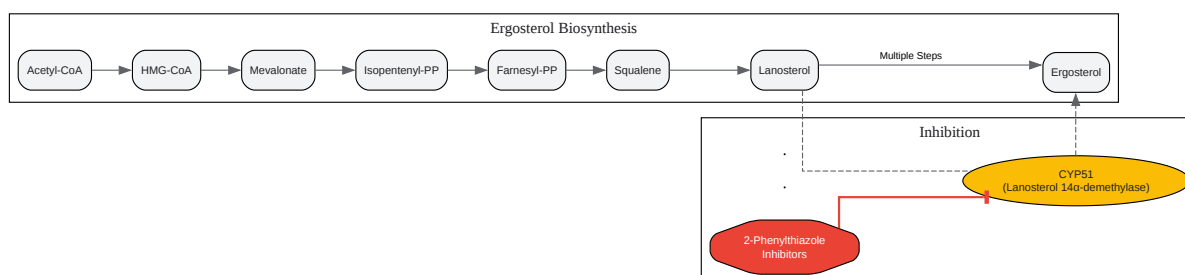 Ergosterol Biosynthesis
Acetyl-CoA
HMG-CoA
Mevalonate
Isopentenyl-PP
Farnesyl-PP
Squalene
Lanosterol
Multiple Steps
Ergosterol
Inhibition
CYP51
(Lanosterol 14α-demethylase)
2-Phenylthiazole
Inhibitors